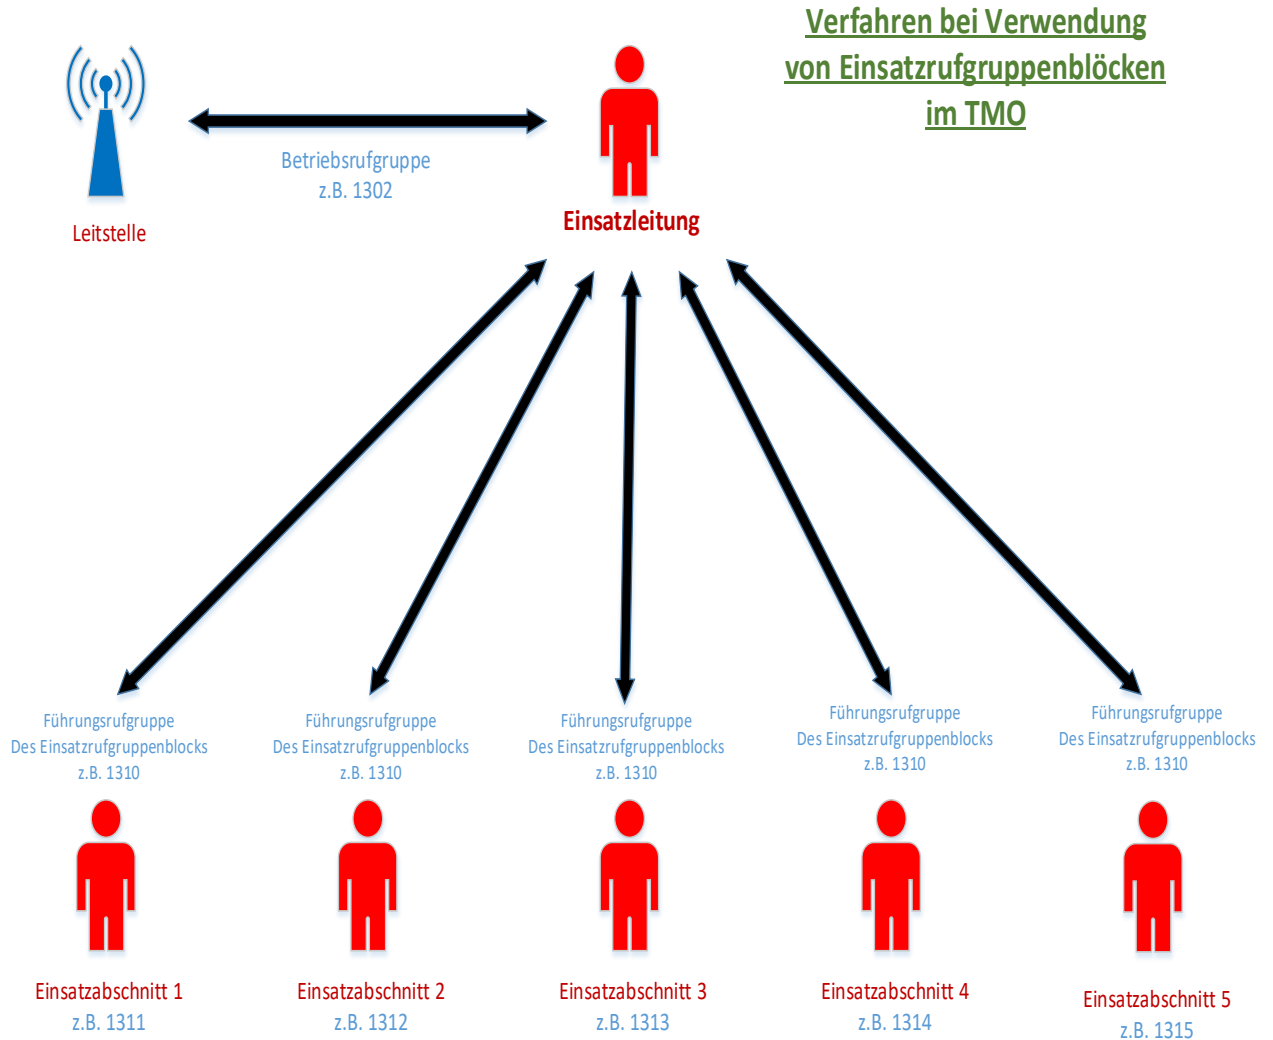 Verfahren bei Verwendung
von Einsatzrufgruppenblöcken
im TMO
Betriebsrufgruppe
z.B. 1302
Leitstelle
Einsatzleitung
Führungsrufgruppe
Des Einsatzrufgruppenblocks
z.B. 1310
Führungsrufgruppe
Des Einsatzrufgruppenblocks
z.B. 1310
Führungsrufgruppe
Des Einsatzrufgruppenblocks
z.B. 1310
Führungsrufgruppe
Des Einsatzrufgruppenblocks
z.B. 1310
Führungsrufgruppe
Des Einsatzrufgruppenblocks
z.B. 1310
Einsatzabschnitt 1
z.B. 1311
Einsatzabschnitt 2
z.B. 1312
Einsatzabschnitt 3
z.B. 1313
Einsatzabschnitt 4
z.B. 1314
Einsatzabschnitt 5
z.B. 1315